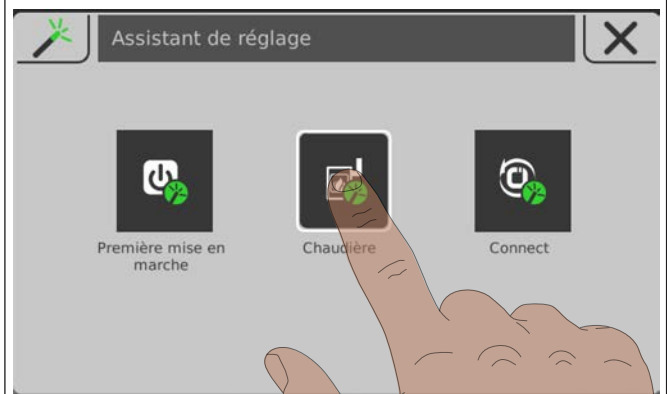 Assistant de réglage
Première mise en
marche
Chaudière
Connect